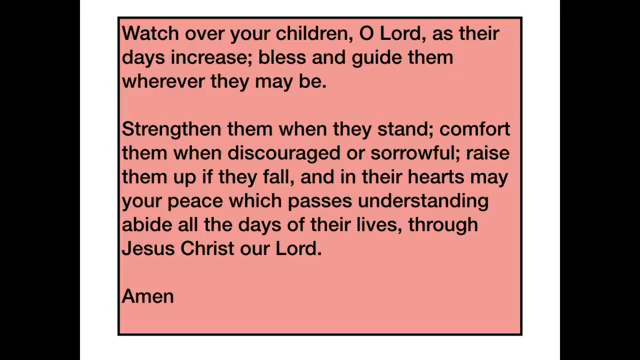 Watch over your children, O Lord, as their
days increase; bless and guide them
wherever they may be.
Strengthen them when they stand; comfort
them when discouraged or sorrowful; raise
them up if they fall, and in their hearts may
your peace which passes understanding
abide all the days of their lives, through
Jesus Christ our Lord.
Amen